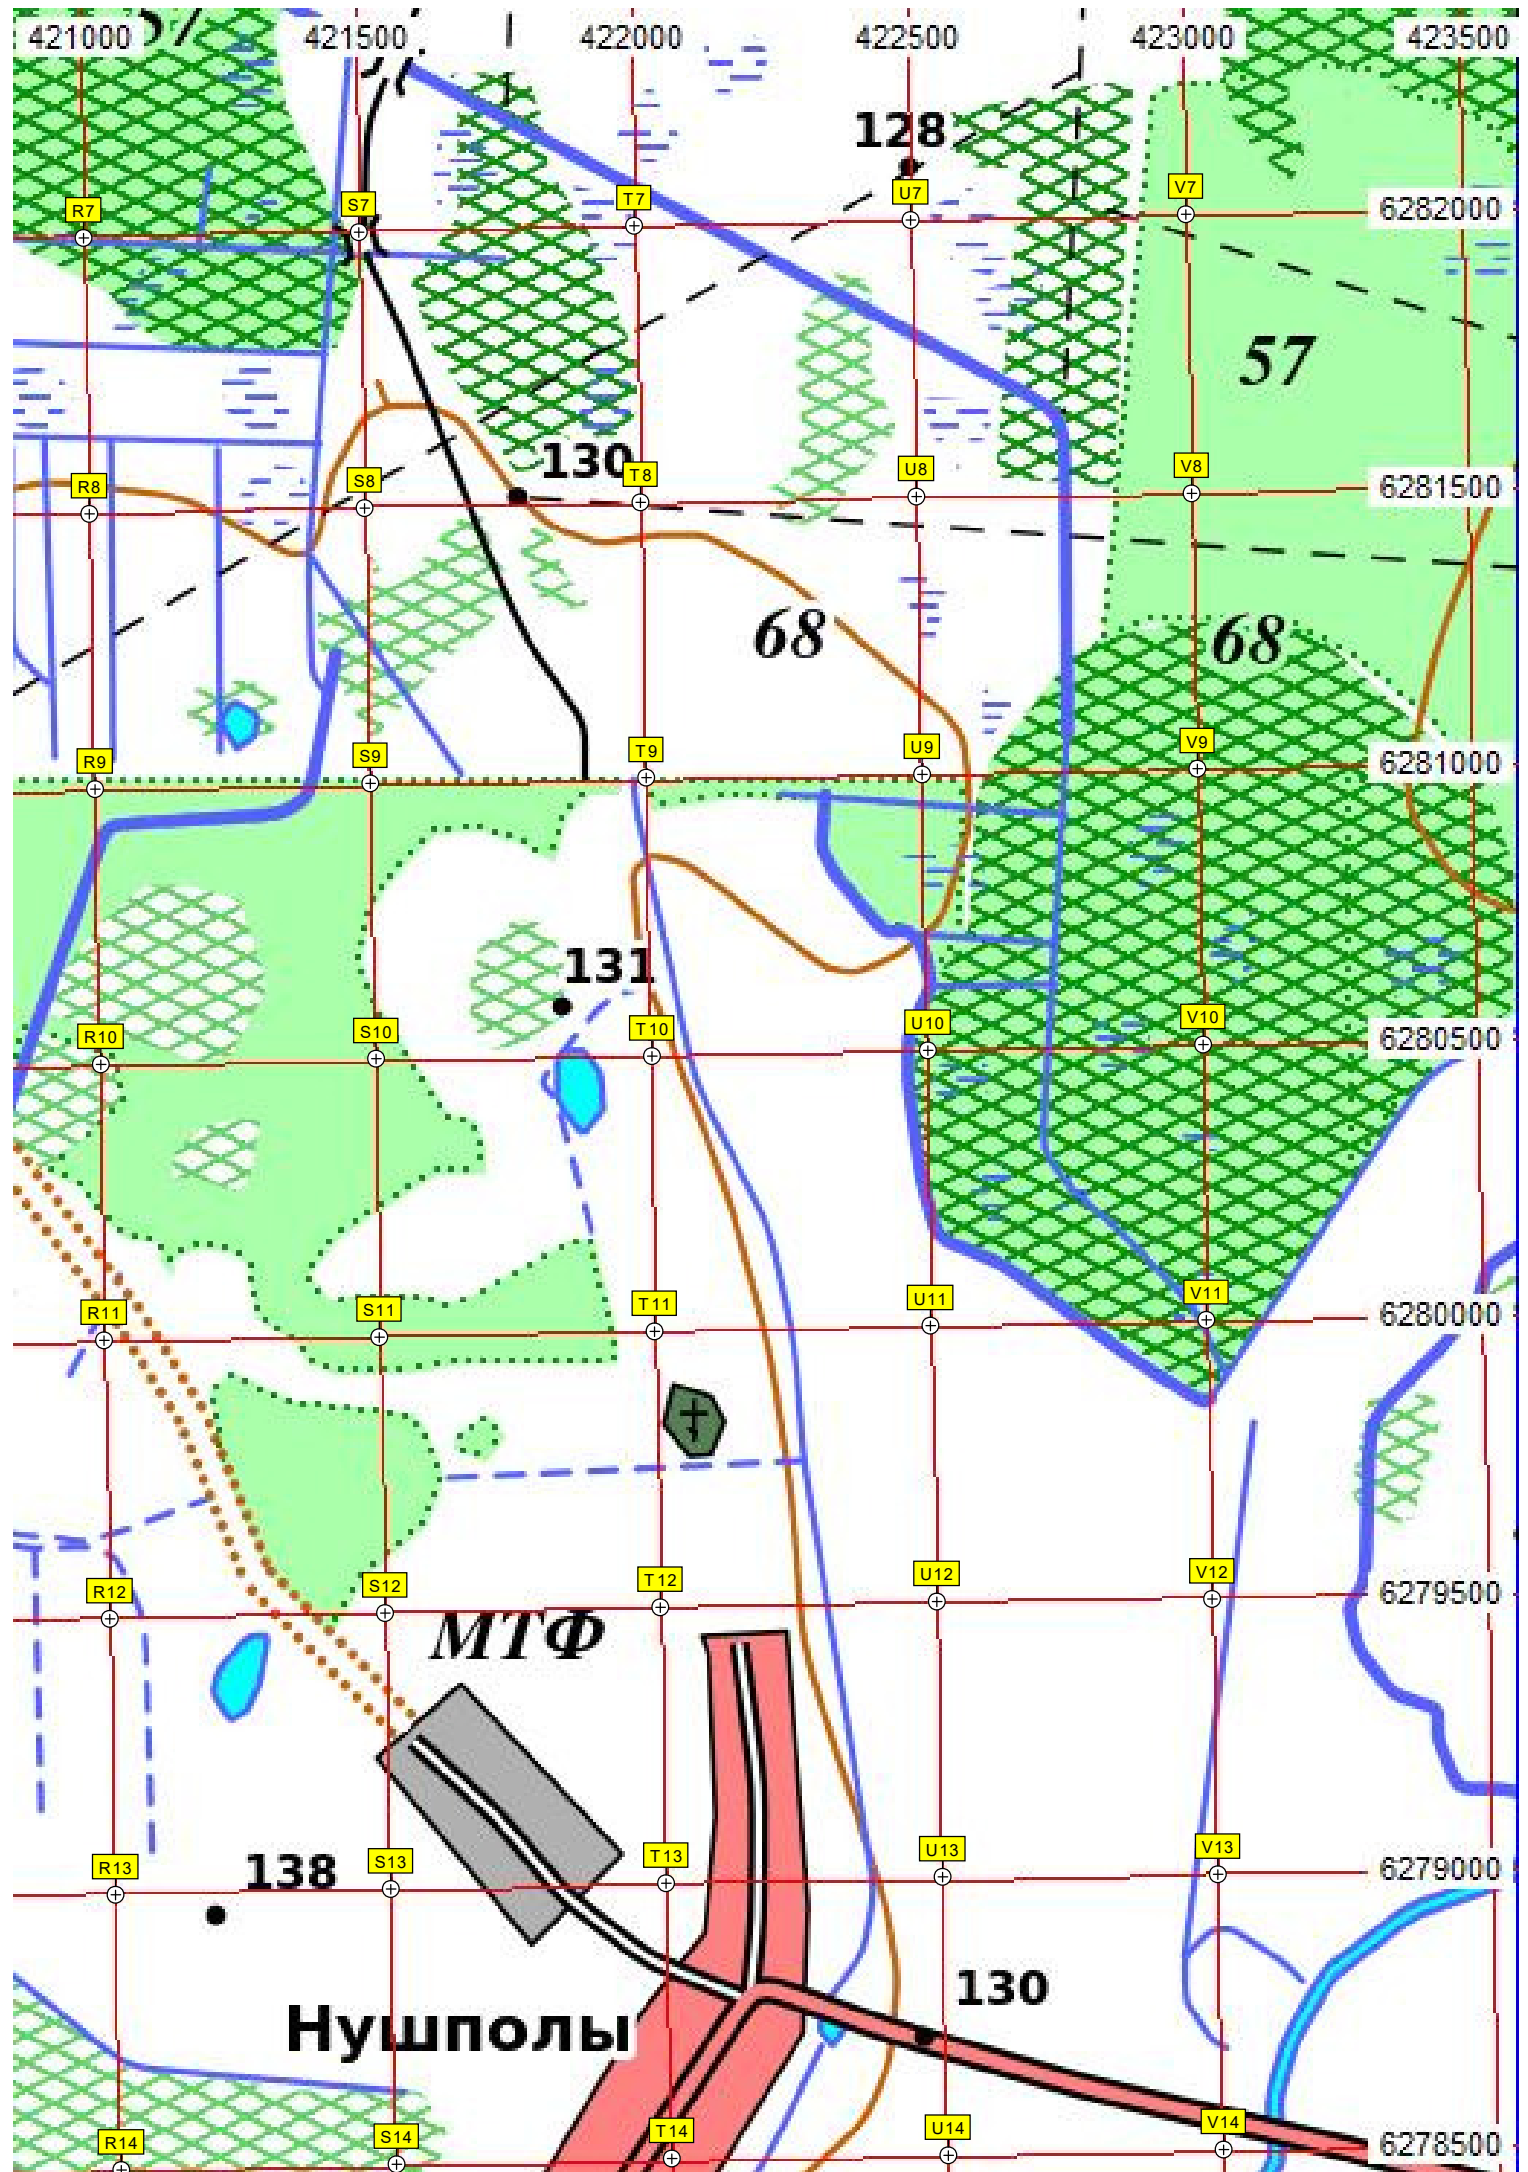 57
421000 421500 422000 422500 423000 423500
128
R7 S7 T7 U7 V7 6282000
57
130
R8 S8 T8 U8 V8 6281500
68 68
R9 S9 T9 U9 V9 6281000
131
R10 S10 T10 U10 V10 6280500
R11 S11 T11 U11 V11 6280000
R12 S12 T12 U12 V12 6279500
МТФ
R13 S13 T13 U13 V13 6279000
138
130
Нушполы
R14 S14 T14 U14 V14 6278500